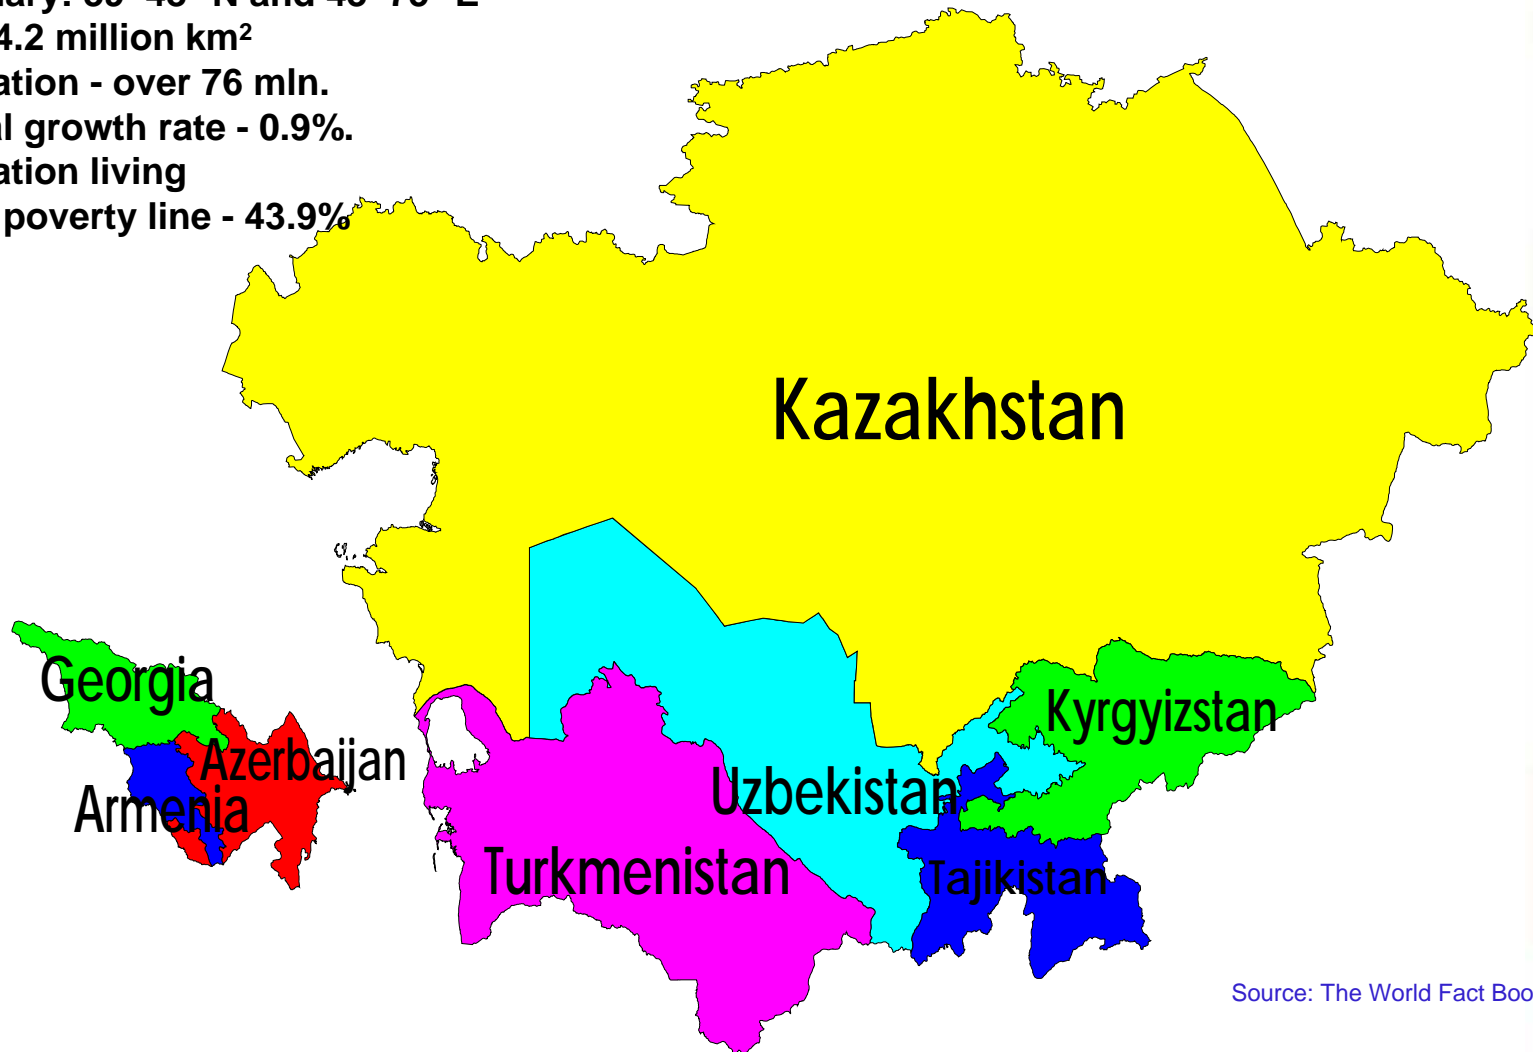 4.2 million km²
ation - over 76 mln.
al growth rate - 0.9%.
ation living
poverty line - 43.9%
Kazakhstan
Georgia
Kyrgyizstan
Azerbaijan
Uzbekistan
Armenia
Turkmenistan
Tajikistan
Source: The World Fact Boo